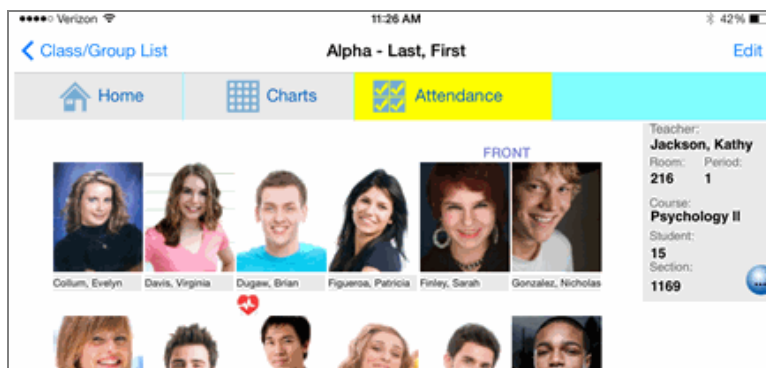 Verizon 11:26 AM 42%
Class/Group List Alpha - Last, First Edit
Home Charts Attendance
FRONT
Teacher:
Jackson, Kathy
Room: Period:
216 1
Course:
Psychology II
Student:
15
Section:
1169
Collum, Evelyn Davis, Virginia Dugaw, Brian Figueroa, Patricia Finley, Sarah Gonzalez, Nicholas